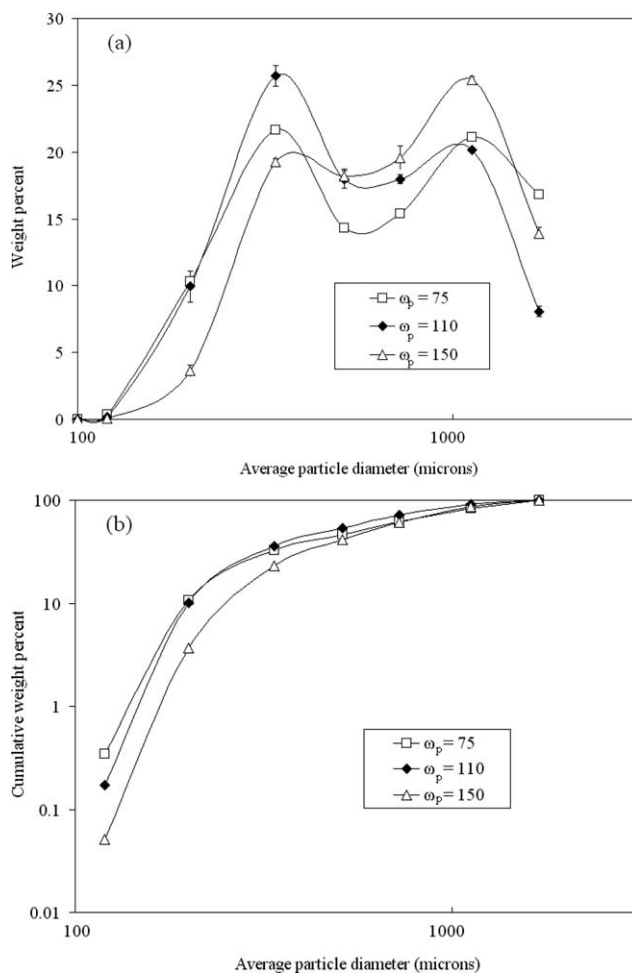 (a)
30
25
20
15
10
5
0
Weight percent
ωp = 75
ωp = 110
ωp = 150
100
1000
Average particle diameter (microns)
(b)
100
10
1
0.1
0.01
Cumulative weight percent
ωp = 75
ωp = 110
ωp = 150
100
1000
Average particle diameter (microns)